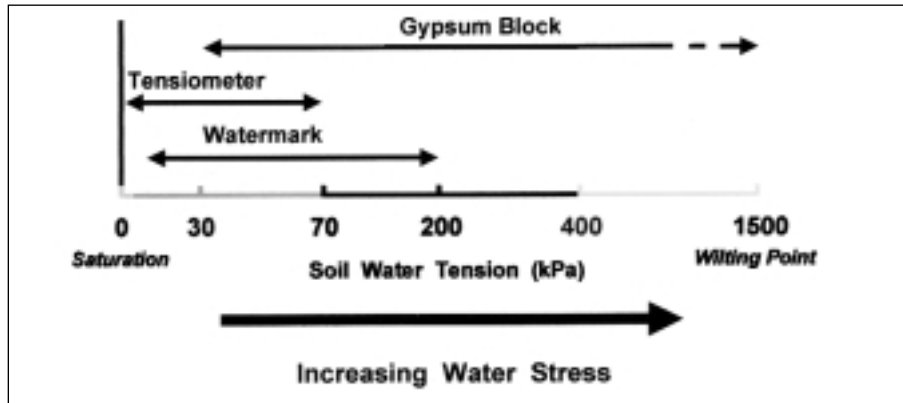 Gypsum Block
Tensiometer
Watermark
0 30 70 200 400 1500
Saturation Soil Water Tension (kPa) Wilting Point
Increasing Water Stress